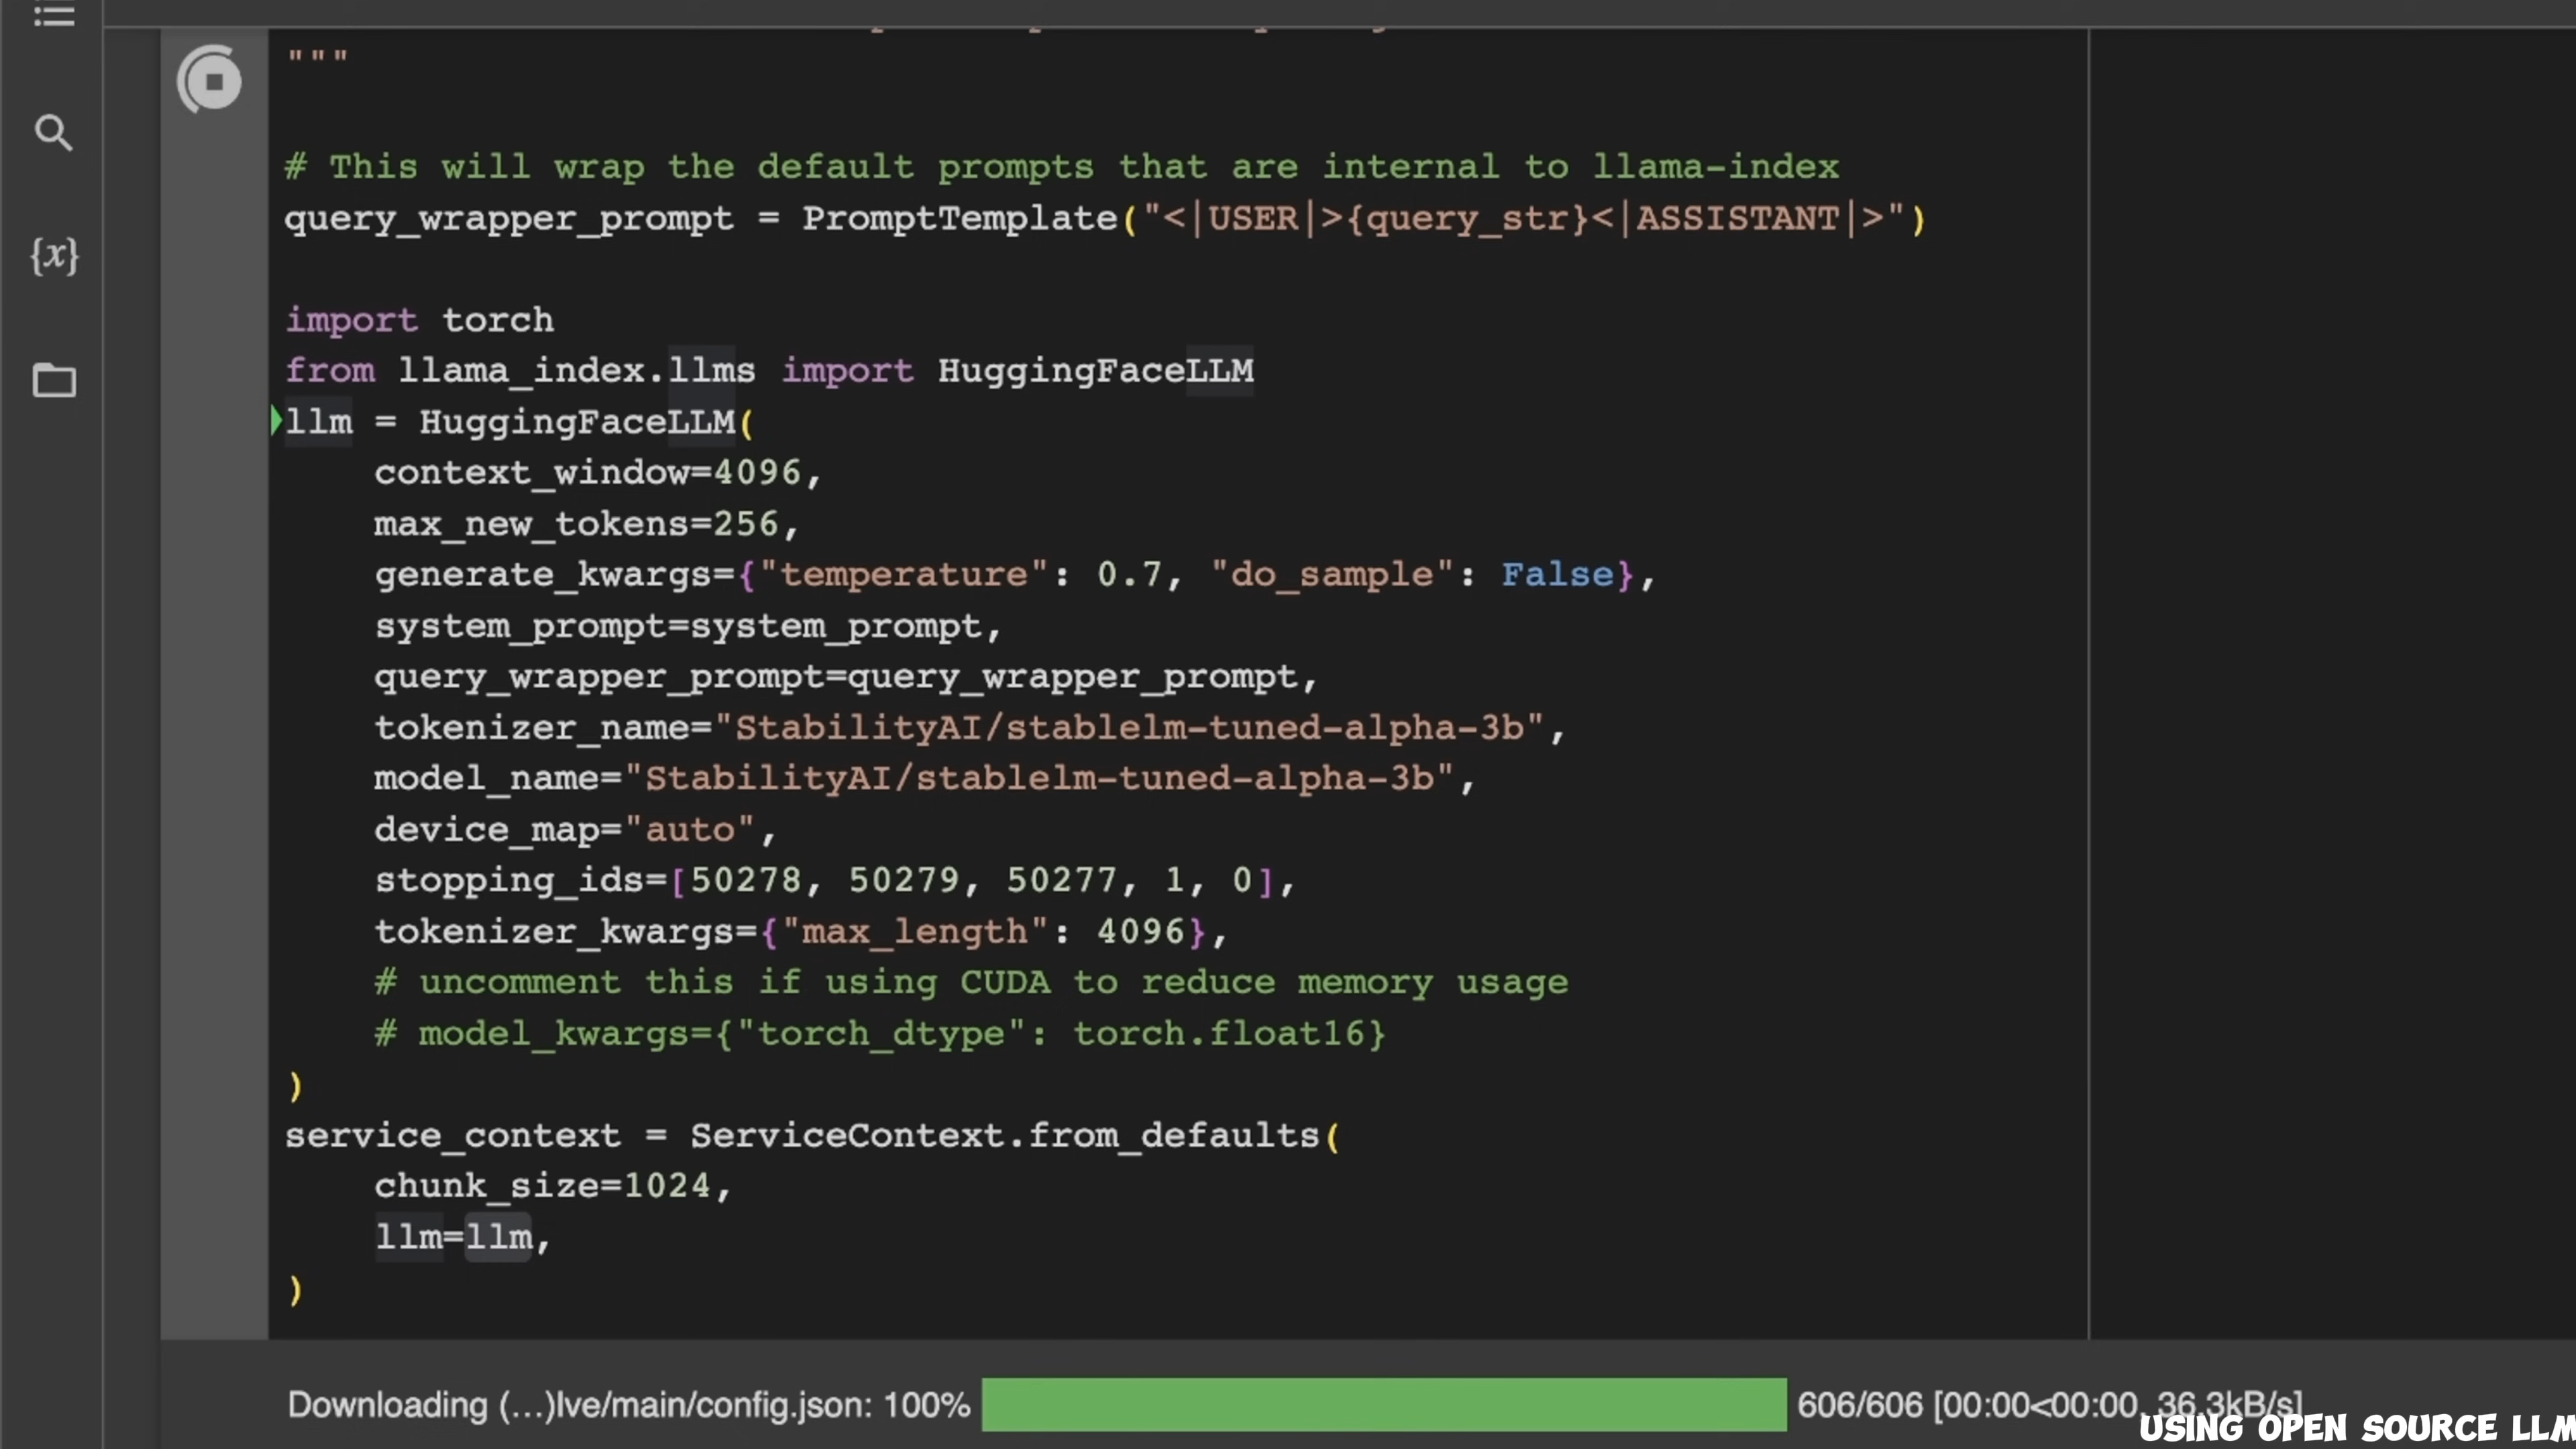 """
# This will wrap the default prompts that are internal to llama-index
query_wrapper_prompt = PromptTemplate("<|USER|>{query_str}<|ASSISTANT|>")
{x}
import torch
from llama_index.llms import HuggingFaceLLM
llm = HuggingFaceLLM(
    context_window=4096,
    max_new_tokens=256,
    generate_kwargs={"temperature": 0.7, "do_sample": False},
    system_prompt=system_prompt,
    query_wrapper_prompt=query_wrapper_prompt,
    tokenizer_name="StabilityAI/stablelm-tuned-alpha-3b",
    model_name="StabilityAI/stablelm-tuned-alpha-3b",
    device_map="auto",
    stopping_ids=[50278, 50279, 50277, 1, 0],
    tokenizer_kwargs={"max_length": 4096},
    # uncomment this if using CUDA to reduce memory usage
    # model_kwargs={"torch_dtype": torch.float16}
)
service_context = ServiceContext.from_defaults(
    chunk_size=1024,
    llm=llm,
)
Downloading (…)lve/main/config.json: 100% 606/606 [00:00<00:00, 36.3kB/s]
USING OPEN SOURCE LLM